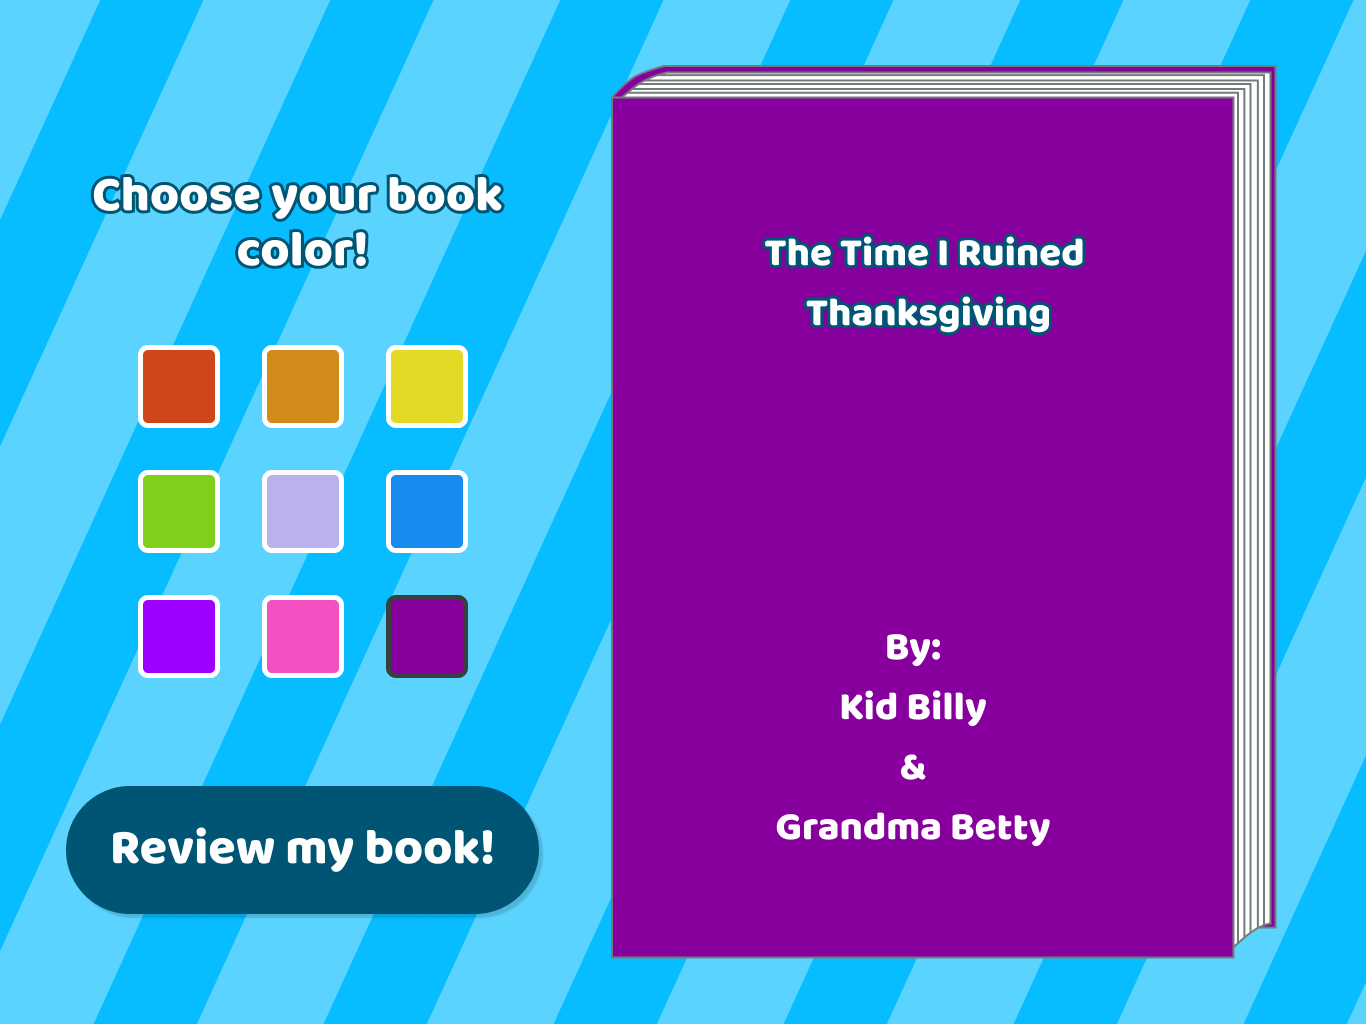 Choose your book
color!
Review my book!
The Time I Ruined
Thanksgiving
By:
Kid Billy
&
Grandma Betty